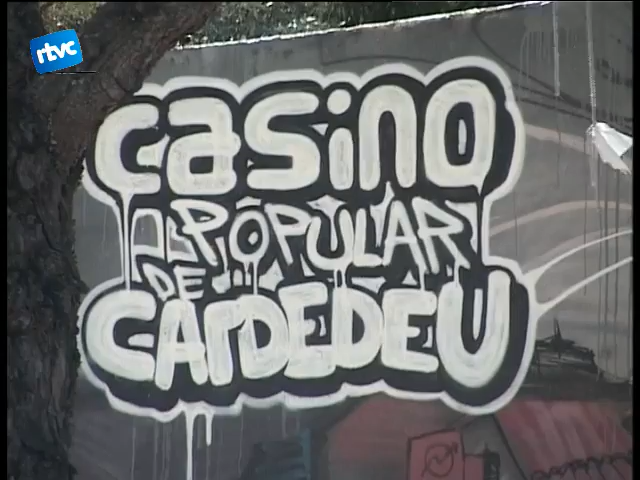 rtvc
casino
POPULAR
DE
CARDEDEU